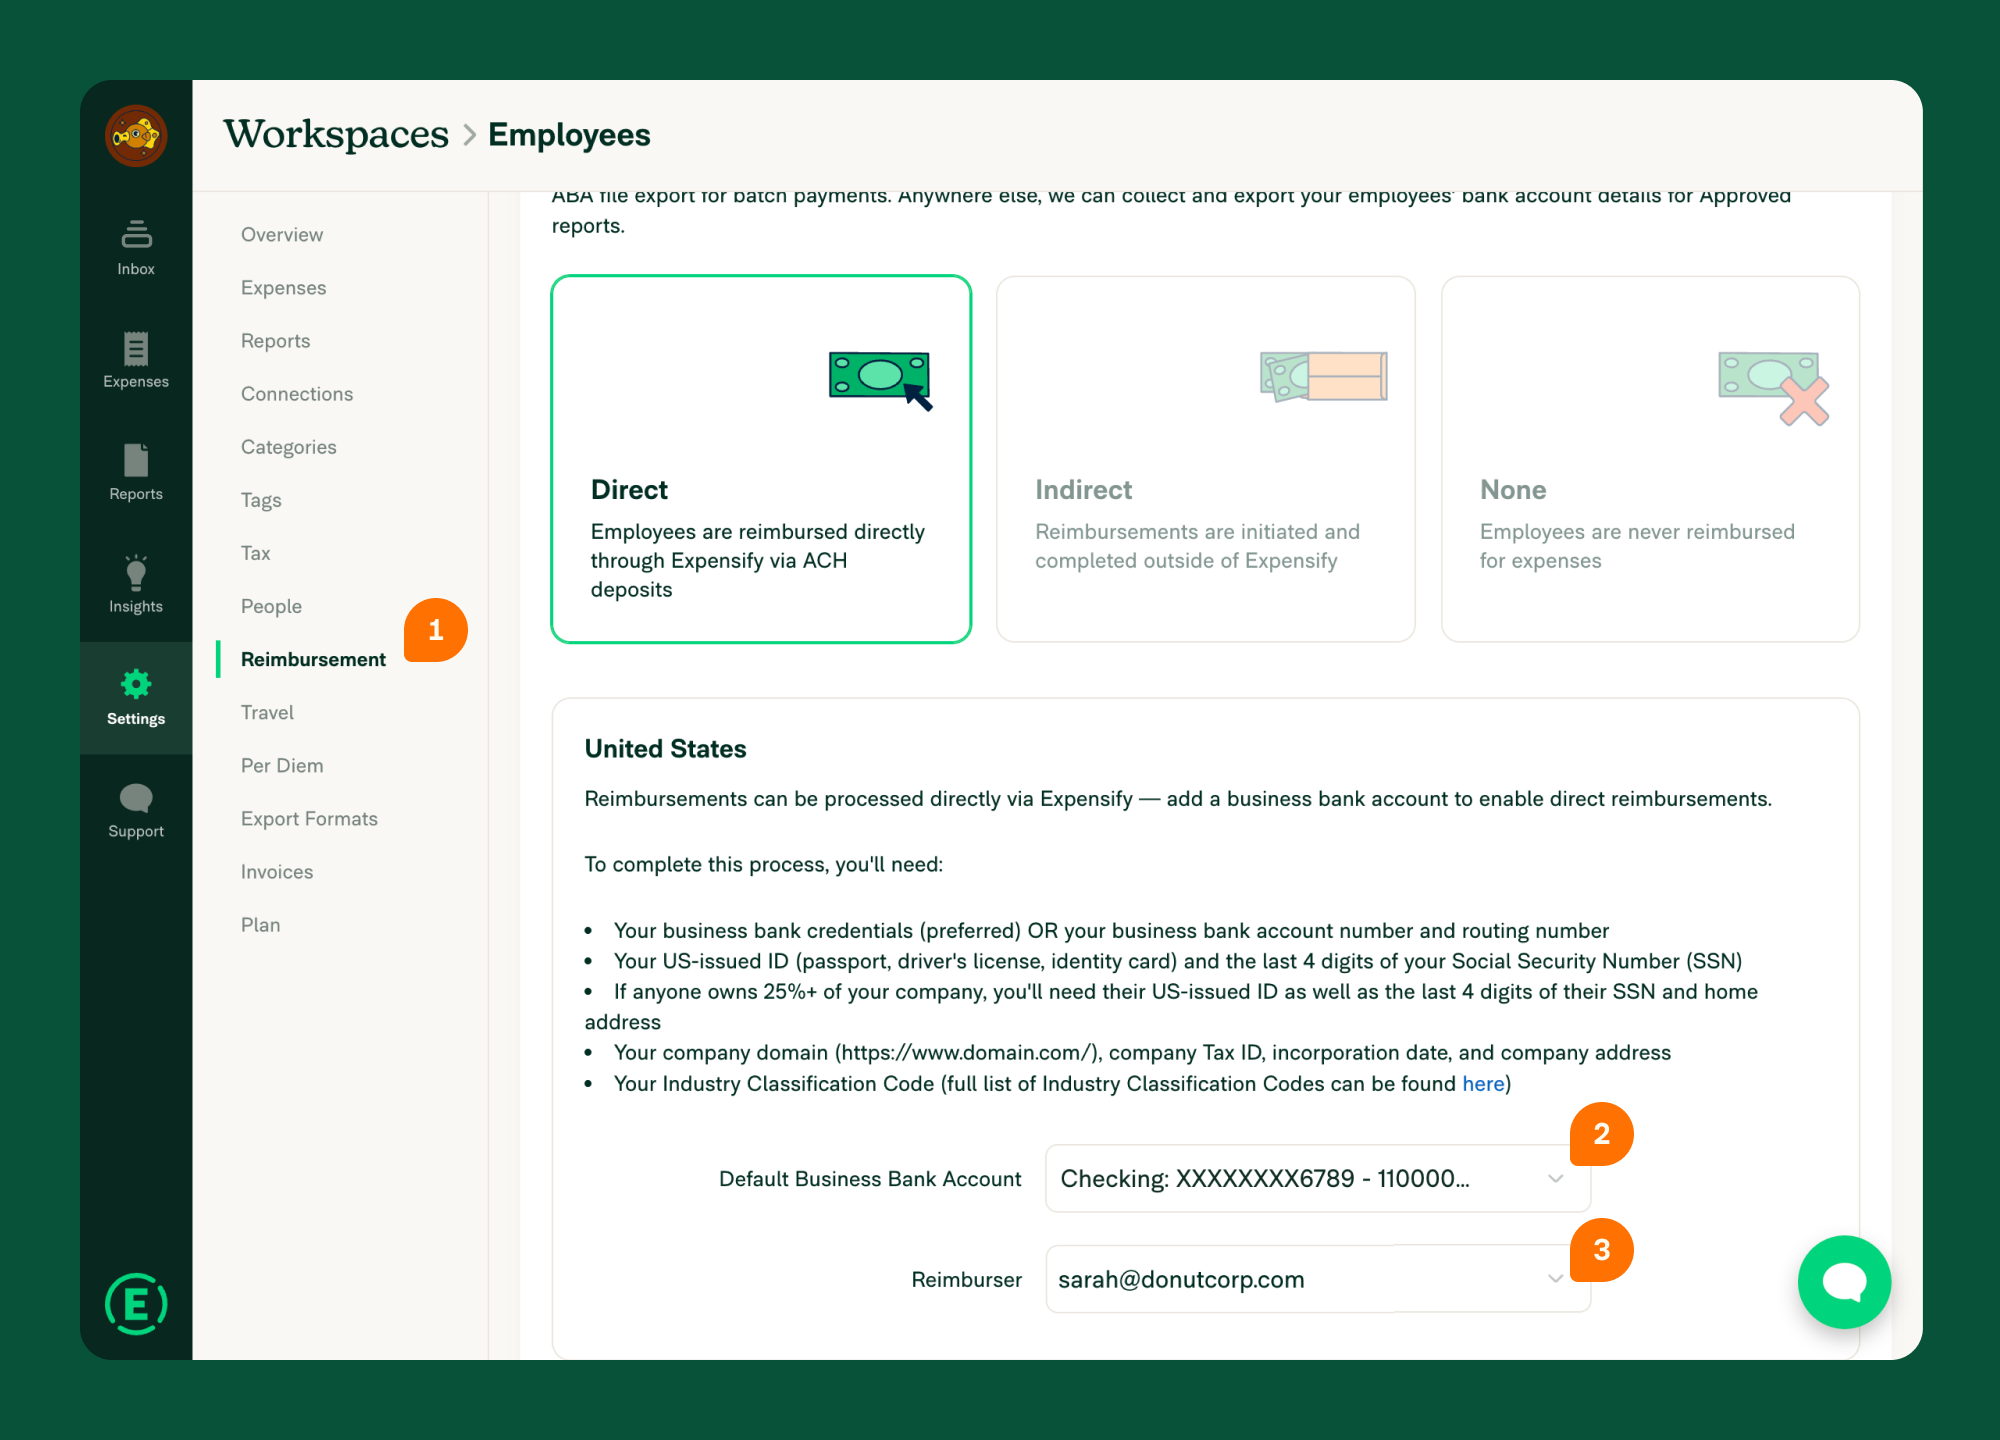 Workspaces > Employees
Inbox
Expenses
Reports
Insights
Settings
Support
E
Overview
Expenses
Reports
Connections
Categories
Tags
Tax
People
Reimbursement
1
Travel
Per Diem
Export Formats
Invoices
Plan
ABA file export for batch payments. Anywhere else, we can collect and export your employees' bank account details for Approved
reports.
Direct
Employees are reimbursed directly
through Expensify via ACH
deposits
Indirect
Reimbursements are initiated and
completed outside of Expensify
None
Employees are never reimbursed
for expenses
United States
Reimbursements can be processed directly via Expensify — add a business bank account to enable direct reimbursements.
To complete this process, you'll need:
• Your business bank credentials (preferred) OR your business bank account number and routing number
• Your US-issued ID (passport, driver's license, identity card) and the last 4 digits of your Social Security Number (SSN)
• If anyone owns 25%+ of your company, you'll need their US-issued ID as well as the last 4 digits of their SSN and home
address
• Your company domain (https://www.domain.com/), company Tax ID, incorporation date, and company address
• Your Industry Classification Code (full list of Industry Classification Codes can be found here)
2
Default Business Bank Account Checking: XXXXXXXX6789 - 110000...
3
Reimburser sarah@donutcorp.com